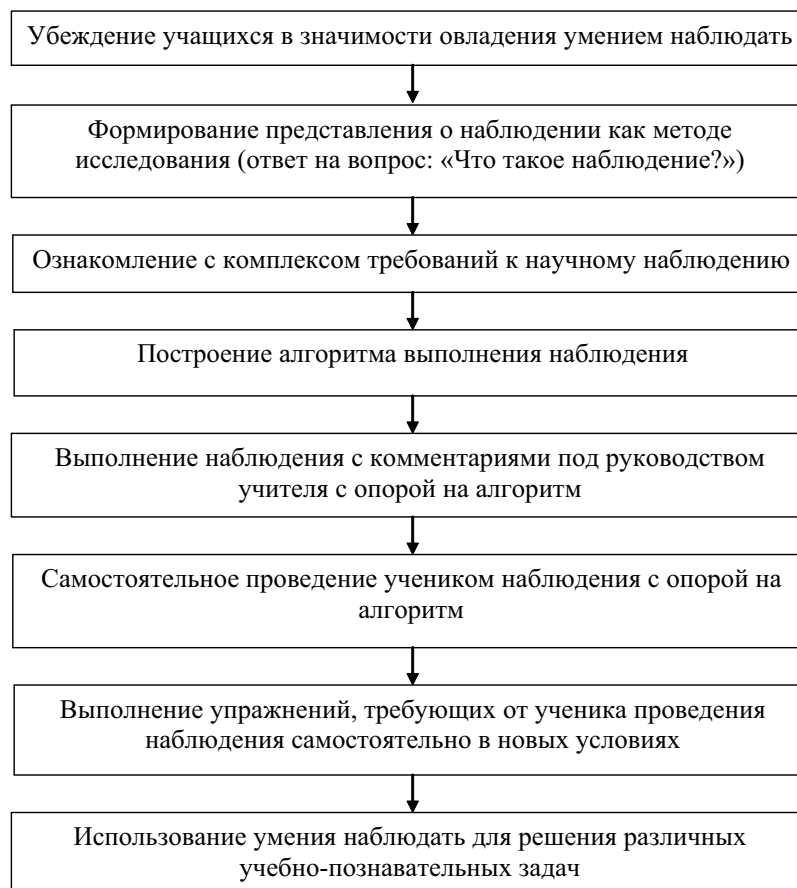 Убеждение учащихся в значимости овладения умением наблюдать
Формирование представления о наблюдении как методе
исследования (ответ на вопрос: «Что такое наблюдение?»)
Ознакомление с комплексом требований к научному наблюдению
Построение алгоритма выполнения наблюдения
Выполнение наблюдения с комментариями под руководством
учителя с опорой на алгоритм
Самостоятельное проведение учеником наблюдения с опорой на
алгоритм
Выполнение упражнений, требующих от ученика проведения
наблюдения самостоятельно в новых условиях
Использование умения наблюдать для решения различных
учебно-познавательных задач